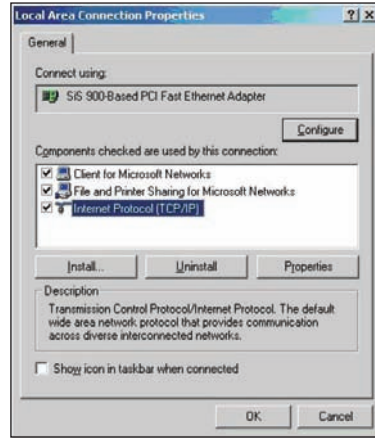 Local Area Connection Properties
General
Connect using:
SiS 900-Based PCI Fast Ethernet Adapter
Configure
Components checked are used by this connection:
Client for Microsoft Networks
File and Printer Sharing for Microsoft Networks
Internet Protocol (TCP/IP)
Install...
Uninstall
Properties
Description
Transmission Control Protocol/Internet Protocol. The default
wide area network protocol that provides communication
across diverse interconnected networks.
Show icon in taskbar when connected
OK
Cancel